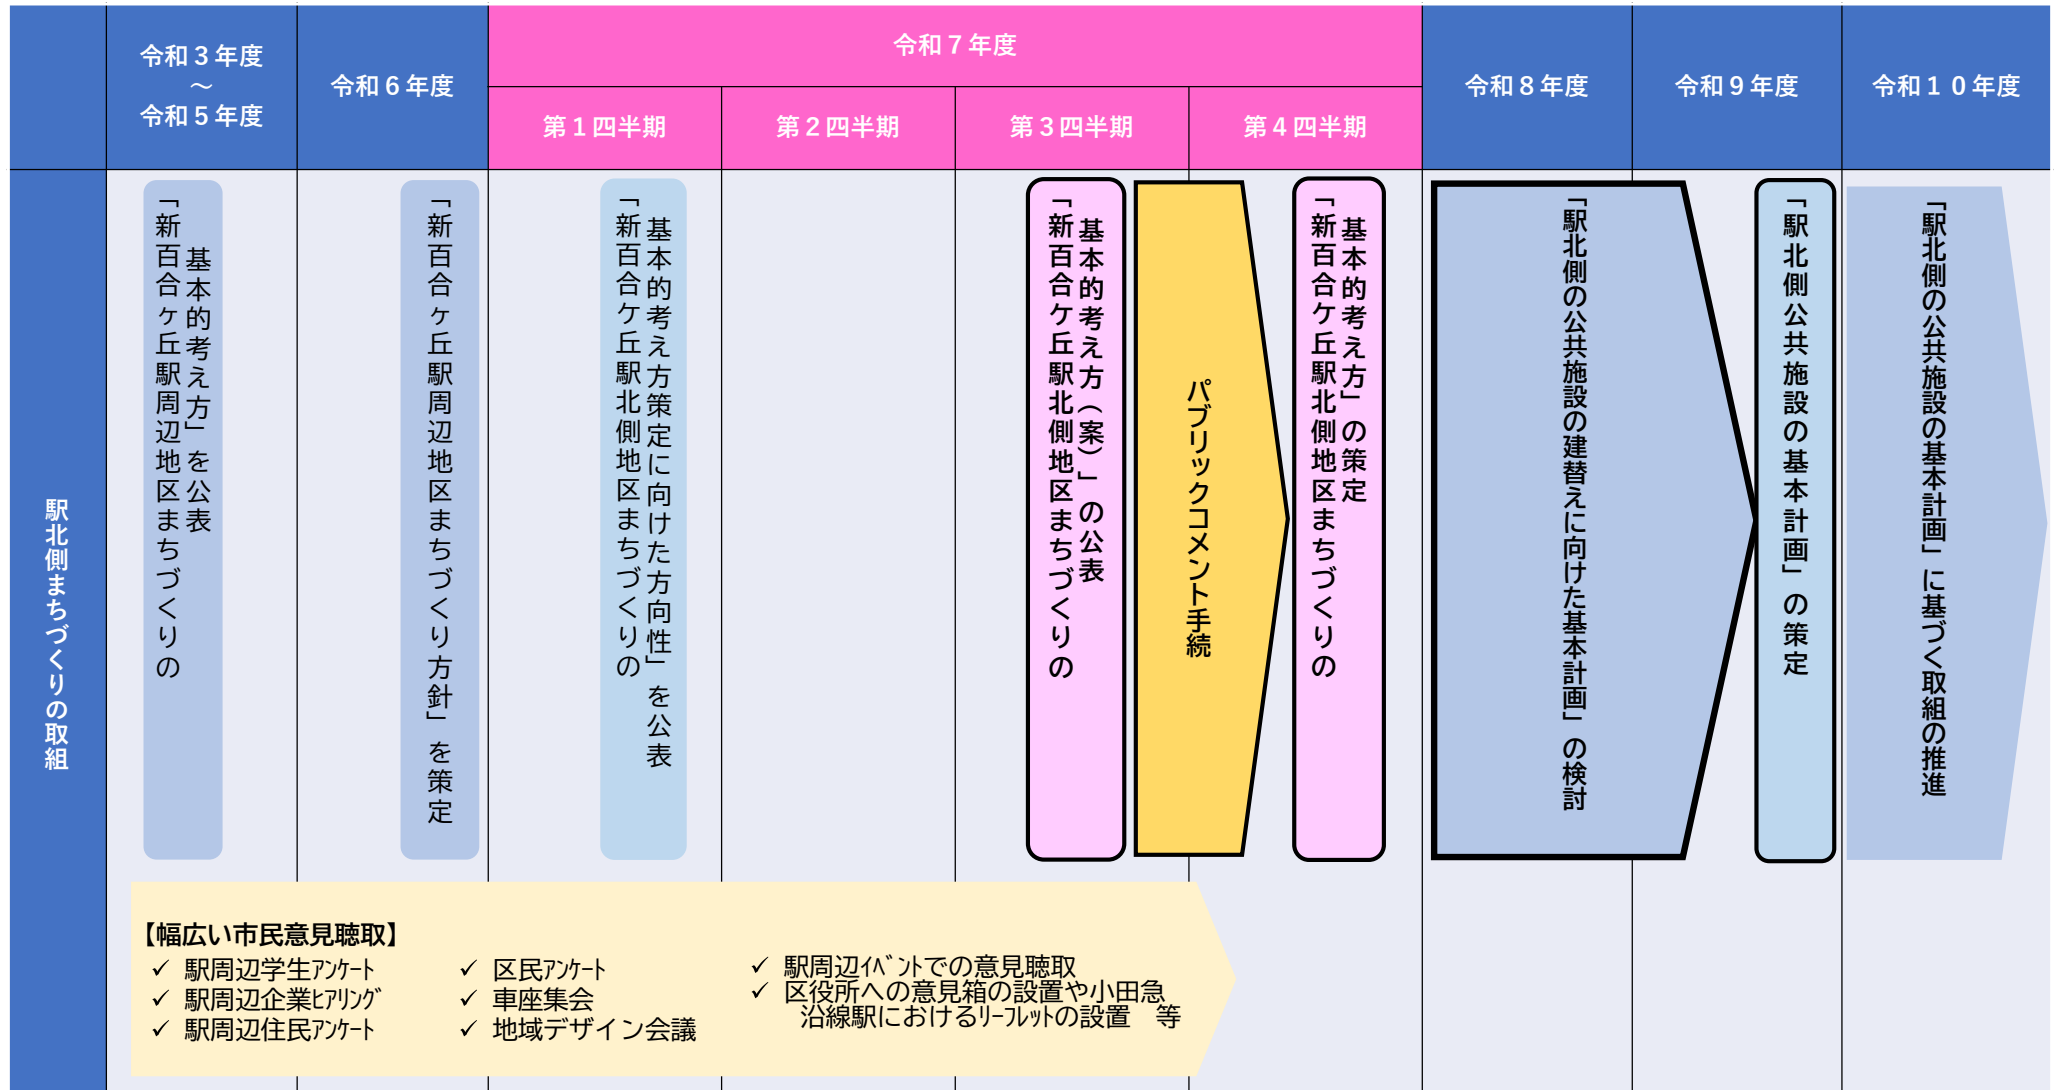 令和３年度
～
令和５年度
令和６年度
令和７年度
第１四半期
第２四半期
第３四半期
第４四半期
令和８年度
令和９年度
令和１０年度
駅北側まちづくりの取組
「新百合ヶ丘駅周辺地区まちづくりの
基本的考え方」を公表
「新百合ヶ丘駅周辺地区まちづくり方針」を策定
「新百合ケ丘駅北側地区まちづくりの
基本的考え方策定に向けた方向性」を公表
「新百合ケ丘駅北側地区まちづくりの
基本的考え方（案）」の公表
パブリックコメント手続
「新百合ケ丘駅北側地区まちづくりの
基本的考え方」の策定
「駅北側の公共施設の建替えに向けた基本計画」の検討
「駅北側公共施設の基本計画」の策定
「駅北側の公共施設の基本計画」に基づく取組の推進
【幅広い市民意見聴取】
✓ 駅周辺学生ｱﾝｹｰﾄ
✓ 駅周辺企業ﾋｱﾘﾝｸﾞ
✓ 駅周辺住民ｱﾝｹｰﾄ
✓ 区民ｱﾝｹｰﾄ
✓ 車座集会
✓ 地域デザイン会議
✓ 駅周辺ｲﾍﾞﾝﾄでの意見聴取
✓ 区役所への意見箱の設置や小田急
沿線駅におけるﾘｰﾌﾚｯﾄの設置　等